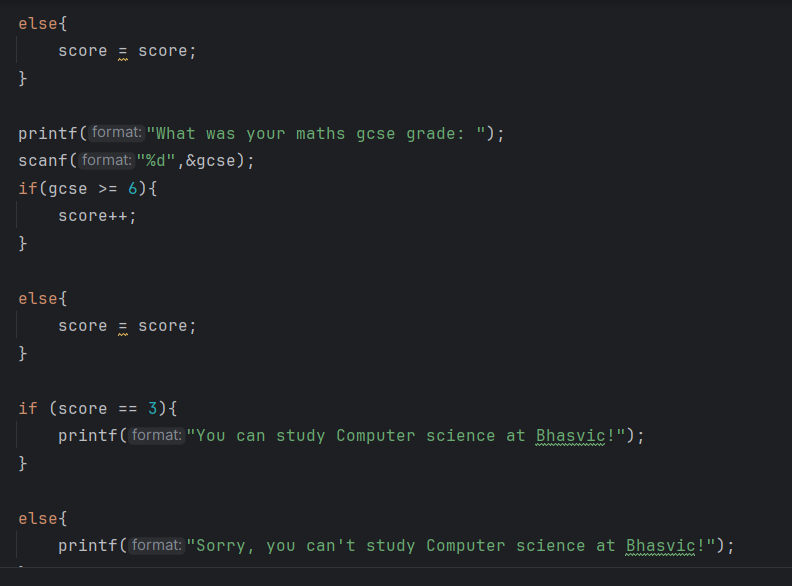 else{
score = score;
}
printf(format:"What was your maths gcse grade: ");
scanf(format:"%d",&gcse);
if(gcse >= 6){
score++;
}
else{
score = score;
}
if (score == 3){
printf(format:"You can study Computer science at Bhasvic!");
}
else{
printf(format:"Sorry, you can't study Computer science at Bhasvic!");